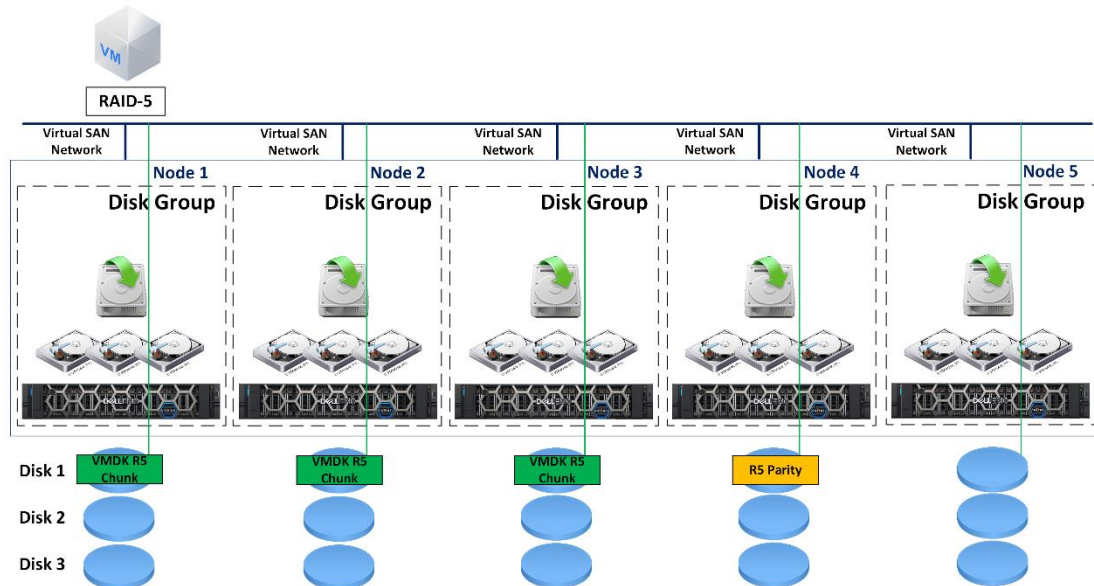 VM
RAID-5
Virtual SAN
Network
Virtual SAN
Network
Virtual SAN
Network
Virtual SAN
Network
Virtual SAN
Network
Node 1
Node 2
Node 3
Node 4
Node 5
Disk Group
Disk Group
Disk Group
Disk Group
Disk Group
Disk 1
VMDK R5
Chunk
VMDK R5
Chunk
VMDK R5
Chunk
R5 Parity
Disk 2
Disk 3